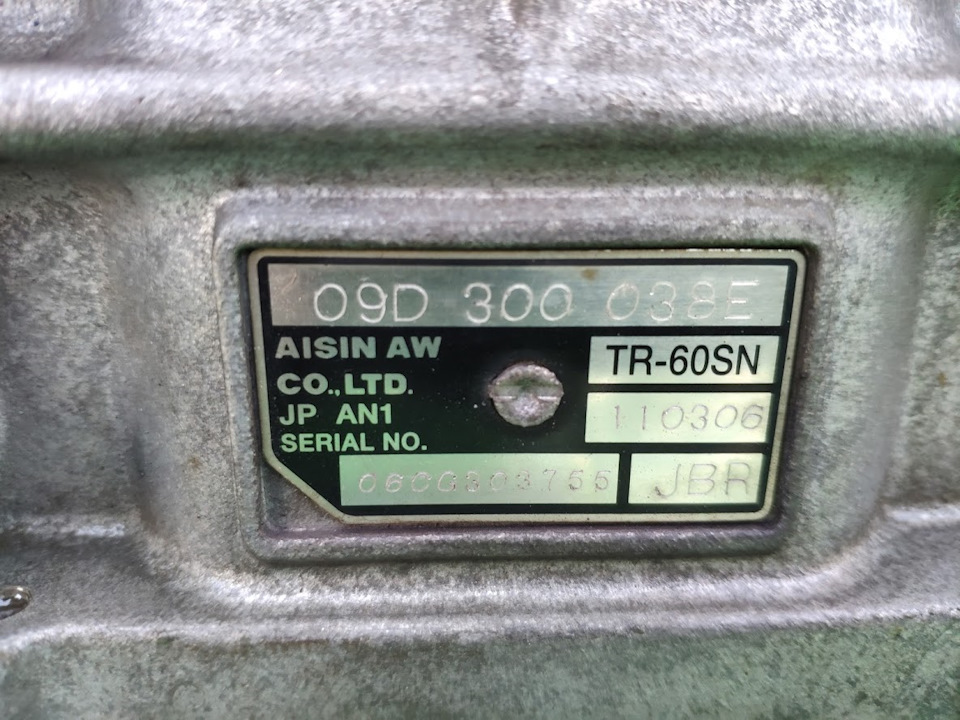 09D 300 038E
AISIN AW
CO.,LTD.
TR-60SN
JP AN1
110306
SERIAL NO.
06CG303755
JBR